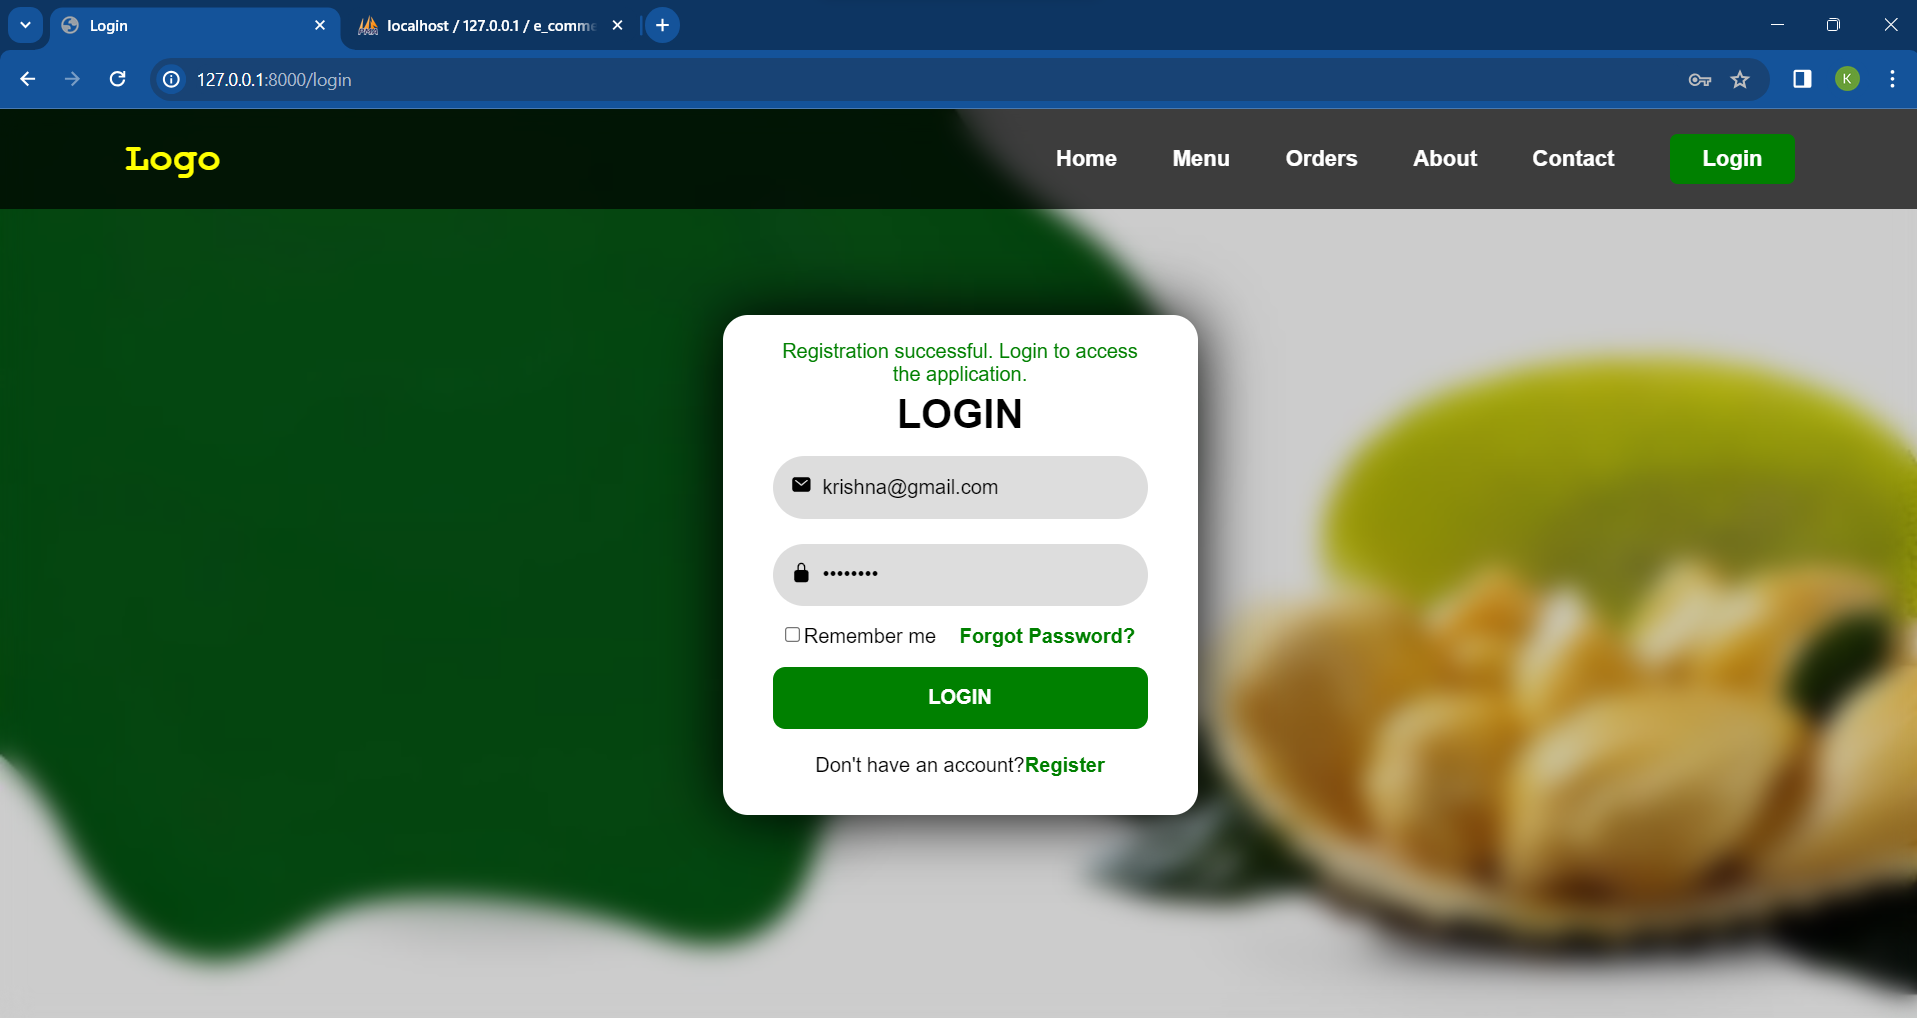 Login
localhost / 127.0.0.1 / e_comme
127.0.0.1:8000/login
K
Logo
Home Menu Orders About Contact Login
Registration successful. Login to access
the application.
LOGIN
krishna@gmail.com
••••••••
Remember me Forgot Password?
LOGIN
Don't have an account?Register